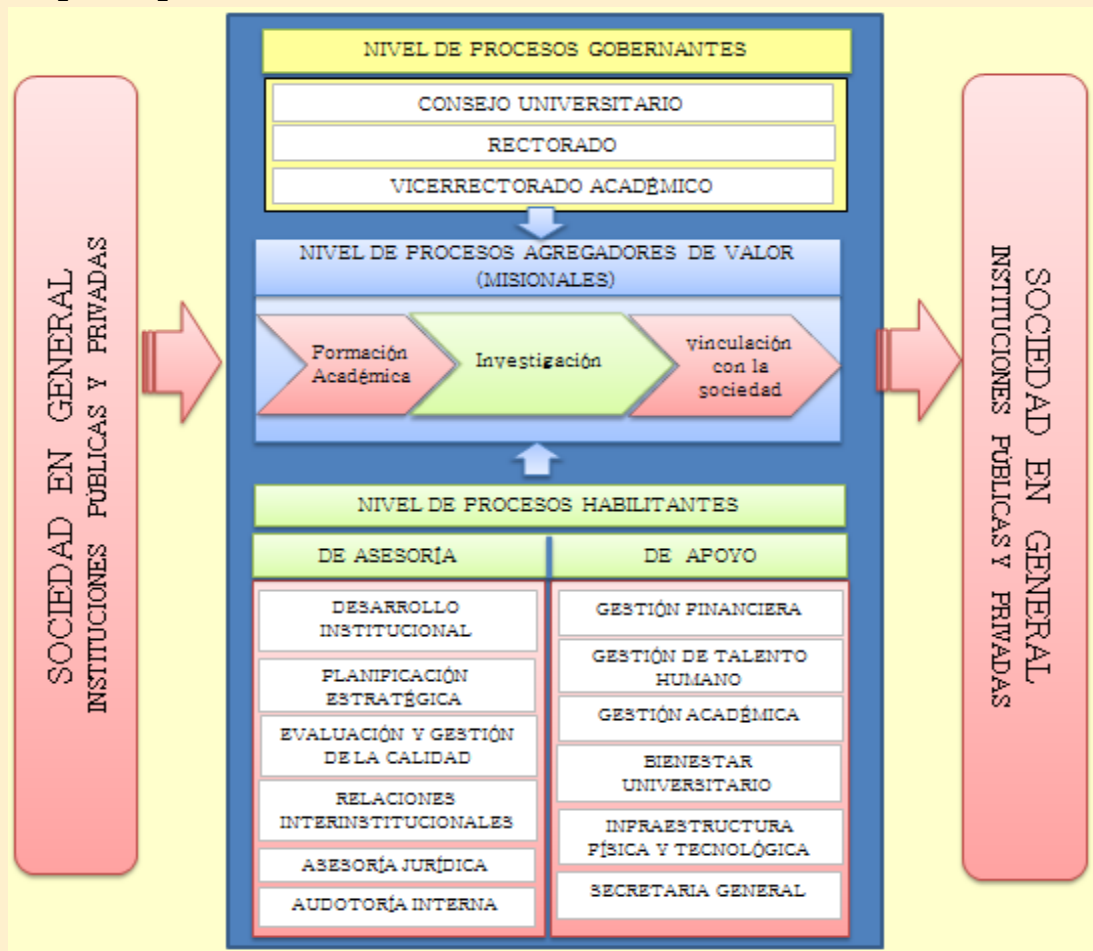 SOCIEDAD EN GENERAL
INSTITUCIONES PÚBLICAS Y PRIVADAS
NIVEL DE PROCESOS GOBERNANTES
CONSEJO UNIVERSITARIO
RECTORADO
VICERRECTORADO ACADÉMICO
NIVEL DE PROCESOS AGREGADORES DE VALOR
(MISIONALES)
Formación
Académica
Investigación
vinculación
con la
sociedad
NIVEL DE PROCESOS HABILITANTES
DE ASESORÍA
DESARROLLO
INSTITUCIONAL
PLANIFICACIÓN
ESTRATÉGICA
EVALUACIÓN Y GESTIÓN
DE LA CALIDAD
RELACIONES
INTERINSTITUCIONALES
ASESORÍA JURÍDICA
AUDOTORÍA INTERNA
DE APOYO
GESTIÓN FINANCIERA
GESTIÓN DE TALENTO
HUMANO
GESTIÓN ACADÉMICA
BIENESTAR
UNIVERSITARIO
INFRAESTRUCTURA
FÍSICA Y TECNOLÓGICA
SECRETARIA GENERAL
SOCIEDAD EN GENERAL
INSTITUCIONES PÚBLICAS Y PRIVADAS